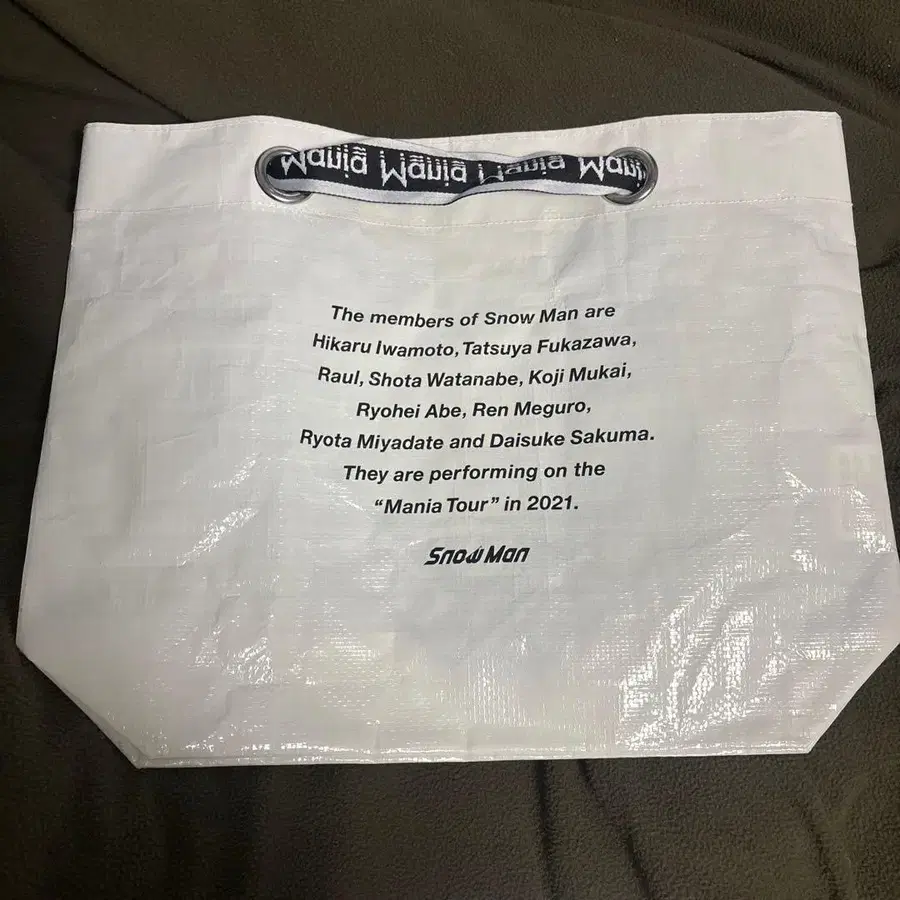 Mania Mania Mania Mani
The members of Snow Man are
Hikaru Iwamoto, Tatsuya Fukazawa,
Raul, Shota Watanabe, Koji Mukai,
Ryohei Abe, Ren Meguro,
Ryota Miyadate and Daisuke Sakuma.
They are performing on the
“Mania Tour” in 2021.
Snow Man